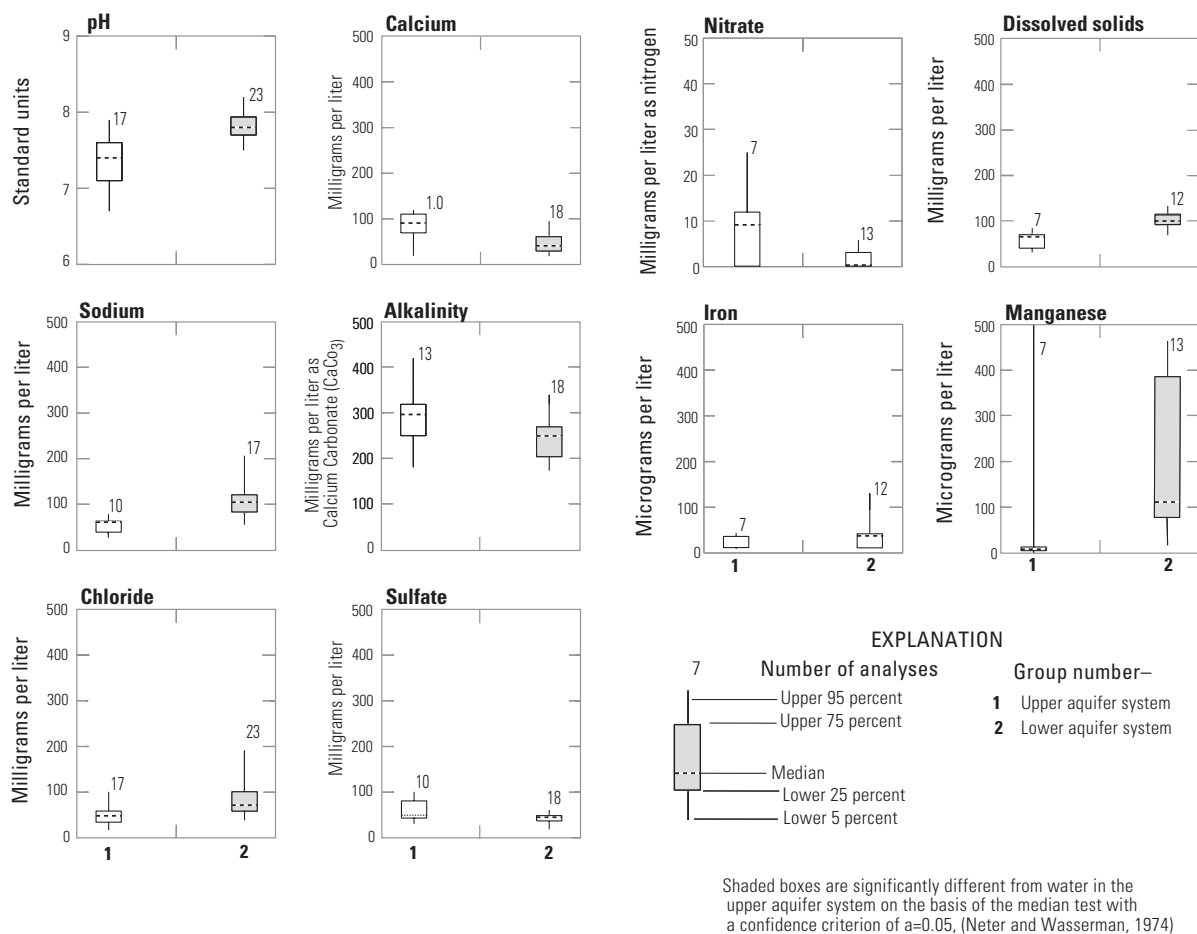 pH
Standard units
9
8
7
6
17
23
Calcium
Milligrams per liter
500
400
300
200
100
0
1.0
18
Nitrate
Milligrams per liter as nitrogen
50
40
30
20
10
0
7
13
Dissolved solids
Milligrams per liter
500
400
300
200
100
0
7
12
Sodium
Milligrams per liter
500
400
300
200
100
0
10
17
Alkalinity
Milligrams per liter as
Calcium Carbonate (CaCo3)
500
400
300
200
100
0
13
18
Iron
Micrograms per liter
500
400
300
200
100
0
7
12
1
2
Manganese
Micrograms per liter
500
400
300
200
100
0
7
13
1
2
Chloride
Milligrams per liter
500
400
300
200
100
0
17
23
1
2
Sulfate
Milligrams per liter
500
400
300
200
100
0
10
18
1
2
EXPLANATION
7 Number of analyses
Upper 95 percent
Upper 75 percent
Median
Lower 25 percent
Lower 5 percent
Group number–
1 Upper aquifer system
2 Lower aquifer system
Shaded boxes are significantly different from water in the
upper aquifer system on the basis of the median test with
a confidence criterion of a=0.05, (Neter and Wasserman, 1974)